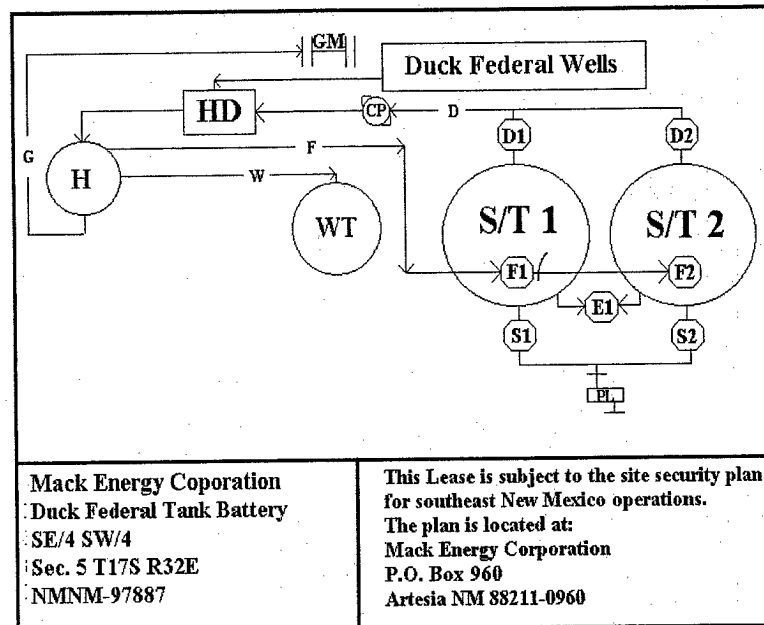 GM
Duck Federal Wells
HD
CP
D
D1
D2
G
H
F
W
WT
S/T 1
S/T 2
F1
F2
E1
S1
S2
PL
Mack Energy Coporation
Duck Federal Tank Battery
SE/4 SW/4
Sec. 5 T17S R32E
NMNM-97887
This Lease is subject to the site security plan
for southeast New Mexico operations.
The plan is located at:
Mack Energy Corporation
P.O. Box 960
Artesia NM 88211-0960